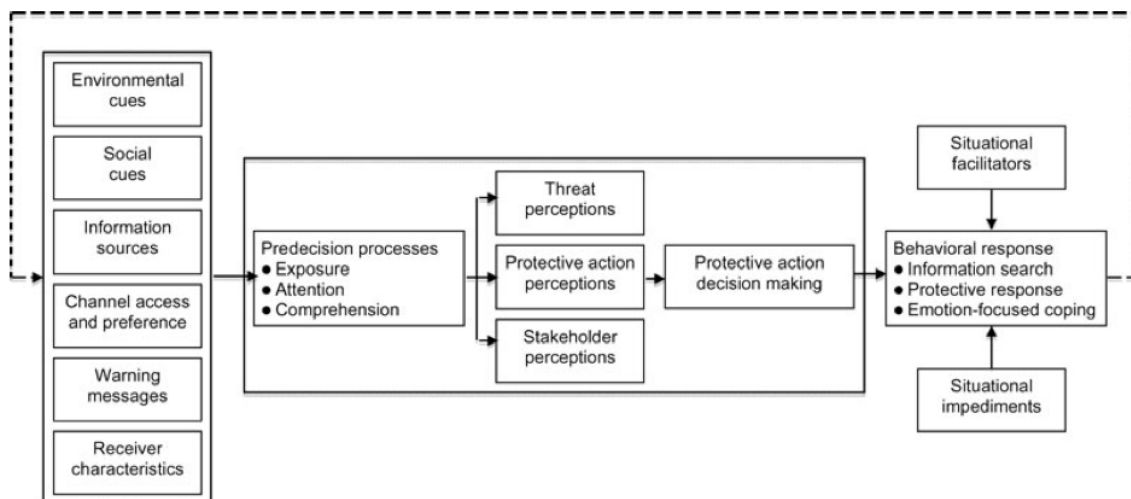 Environmental
cues
Social
cues
Information
sources
Channel access
and preference
Warning
messages
Receiver
characteristics
Predecision processes
● Exposure
● Attention
● Comprehension
Threat
perceptions
Protective action
perceptions
Stakeholder
perceptions
Protective action
decision making
Situational
facilitators
Behavioral response
● Information search
● Protective response
● Emotion-focused coping
Situational
impediments